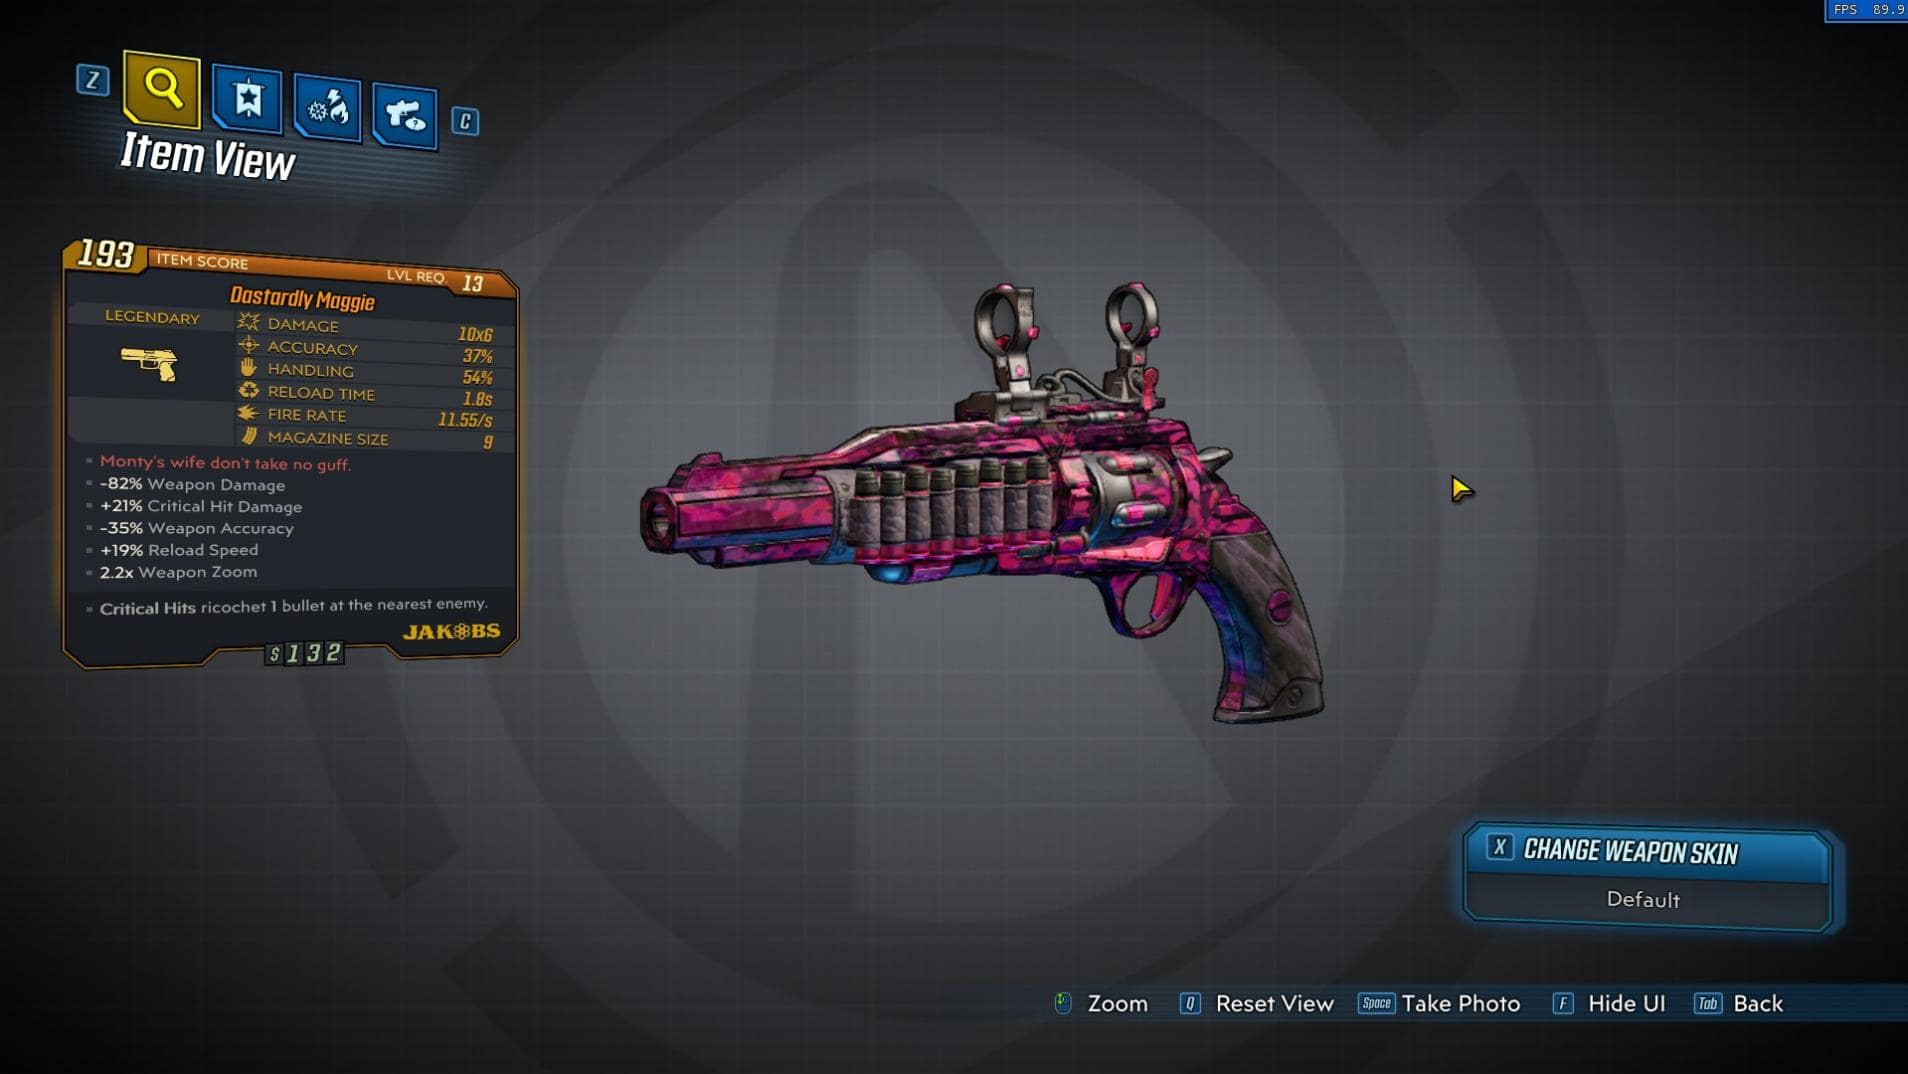 FPS 89.9
Z
C
Item View
193 ITEM SCORE LVL REQ. 13
Dastardly Maggie
LEGENDARY
DAMAGE 10x6
ACCURACY 37%
HANDLING 54%
RELOAD TIME 1.8s
FIRE RATE 11.55/s
MAGAZINE SIZE 9
Monty's wife don't take no guff.
-82% Weapon Damage
+21% Critical Hit Damage
-35% Weapon Accuracy
+19% Reload Speed
2.2x Weapon Zoom
Critical Hits ricochet 1 bullet at the nearest enemy.
JAKOBS
$132
X CHANGE WEAPON SKIN
Default
Zoom Q Reset View Space Take Photo F Hide UI Tab Back